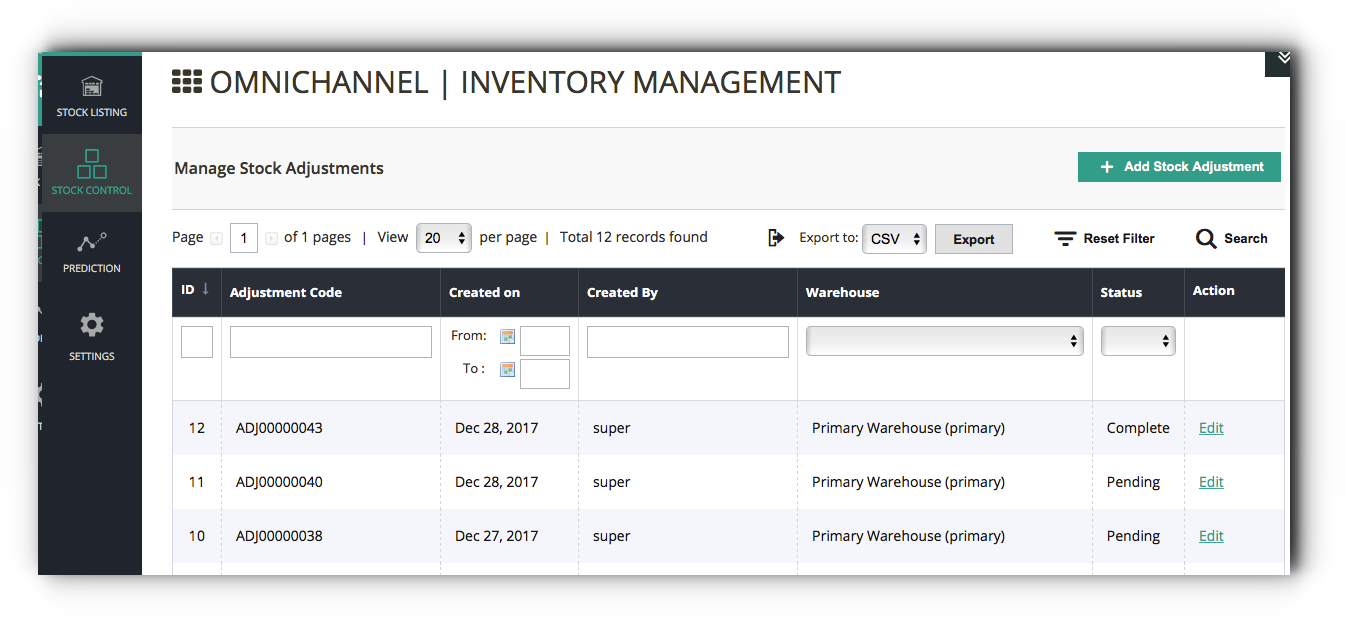 OMNICHANNEL | INVENTORY MANAGEMENT
STOCK LISTING
STOCK CONTROL
PREDICTION
SETTINGS
Manage Stock Adjustments
+ Add Stock Adjustment
Page 1 of 1 pages | View 20 per page | Total 12 records found Export to: CSV Export Reset Filter Search
ID ↓ Adjustment Code Created on Created By Warehouse Status Action
From:
To :
12 ADJ00000043 Dec 28, 2017 super Primary Warehouse (primary) Complete Edit
11 ADJ00000040 Dec 28, 2017 super Primary Warehouse (primary) Pending Edit
10 ADJ00000038 Dec 27, 2017 super Primary Warehouse (primary) Pending Edit